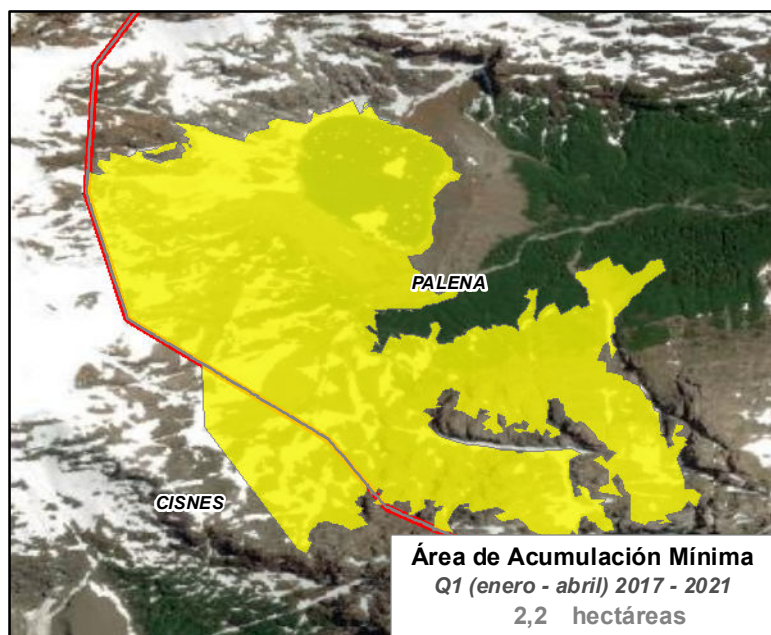 PALENA
CISNES
Área de Acumulación Mínima
Q1 (enero - abril) 2017 - 2021
2,2 hectáreas